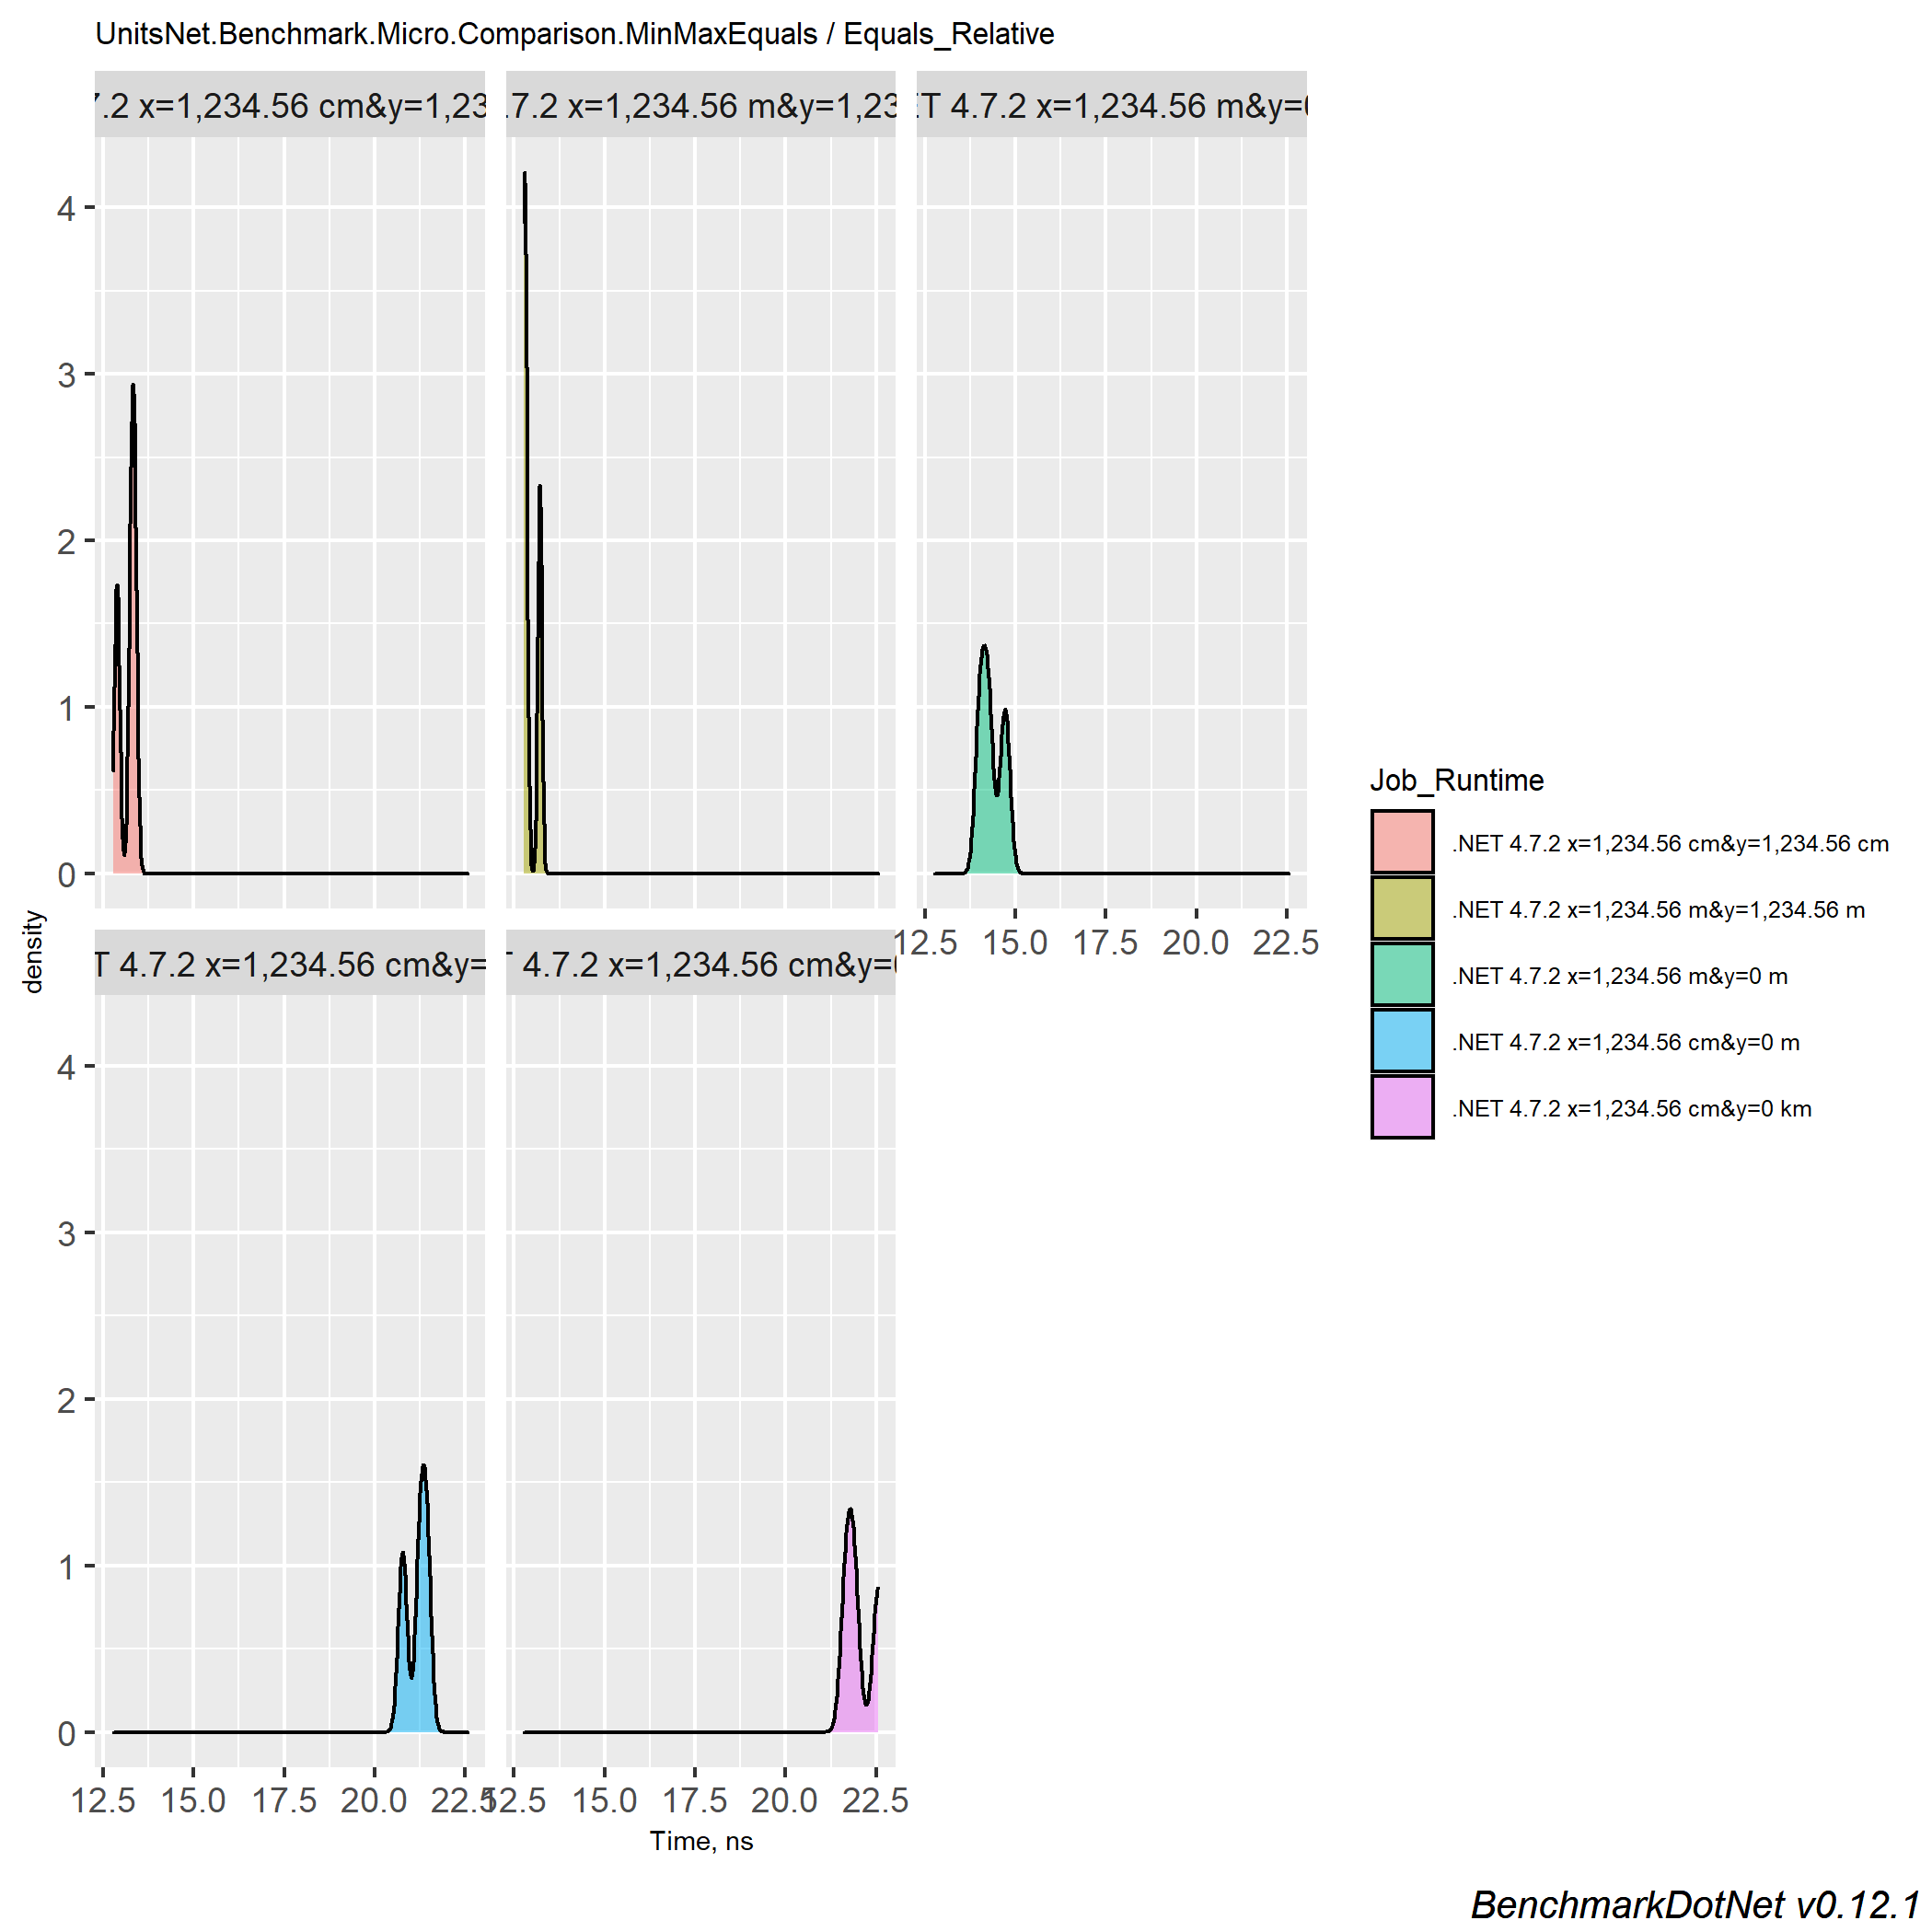 UnitsNet.Benchmark.Micro.Comparison.MinMaxEquals / Equals_Relative
7.2 x=1,234.56 cm&y=1,23
.7.2 x=1,234.56 m&y=1,23
ET 4.7.2 x=1,234.56 m&y=0
4
3
2
1
0
12.5 15.0 17.5 20.0 22.5
density
T 4.7.2 x=1,234.56 cm&y=
T 4.7.2 x=1,234.56 cm&y=0
4
3
2
1
0
12.5 15.0 17.5 20.0 22.5
12.5 15.0 17.5 20.0 22.5
Time, ns
Job_Runtime
.NET 4.7.2 x=1,234.56 cm&y=1,234.56 cm
.NET 4.7.2 x=1,234.56 m&y=1,234.56 m
.NET 4.7.2 x=1,234.56 m&y=0 m
.NET 4.7.2 x=1,234.56 cm&y=0 m
.NET 4.7.2 x=1,234.56 cm&y=0 km
BenchmarkDotNet v0.12.1